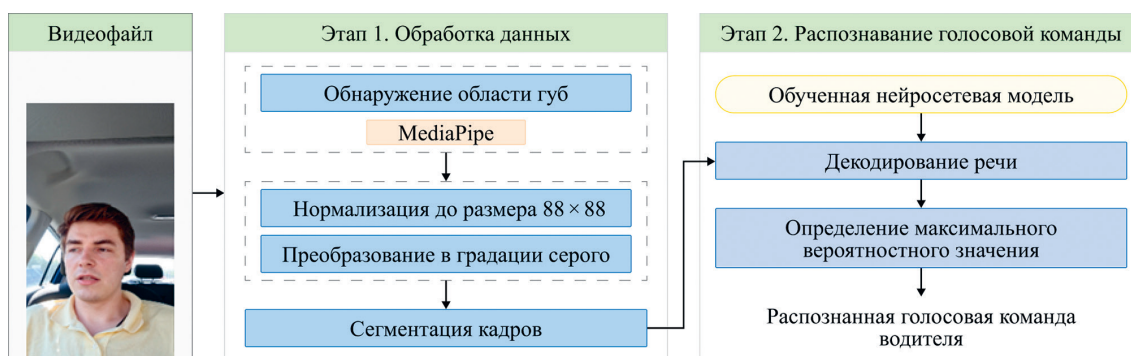 Видеофайл
Этап 1. Обработка данных
Обнаружение области губ
MediaPipe
Нормализация до размера 88 × 88
Преобразование в градации серого
Сегментация кадров
Этап 2. Распознавание голосовой команды
Обученная нейросетевая модель
Декодирование речи
Определение максимального
вероятностного значения
Распознанная голосовая команда
водителя